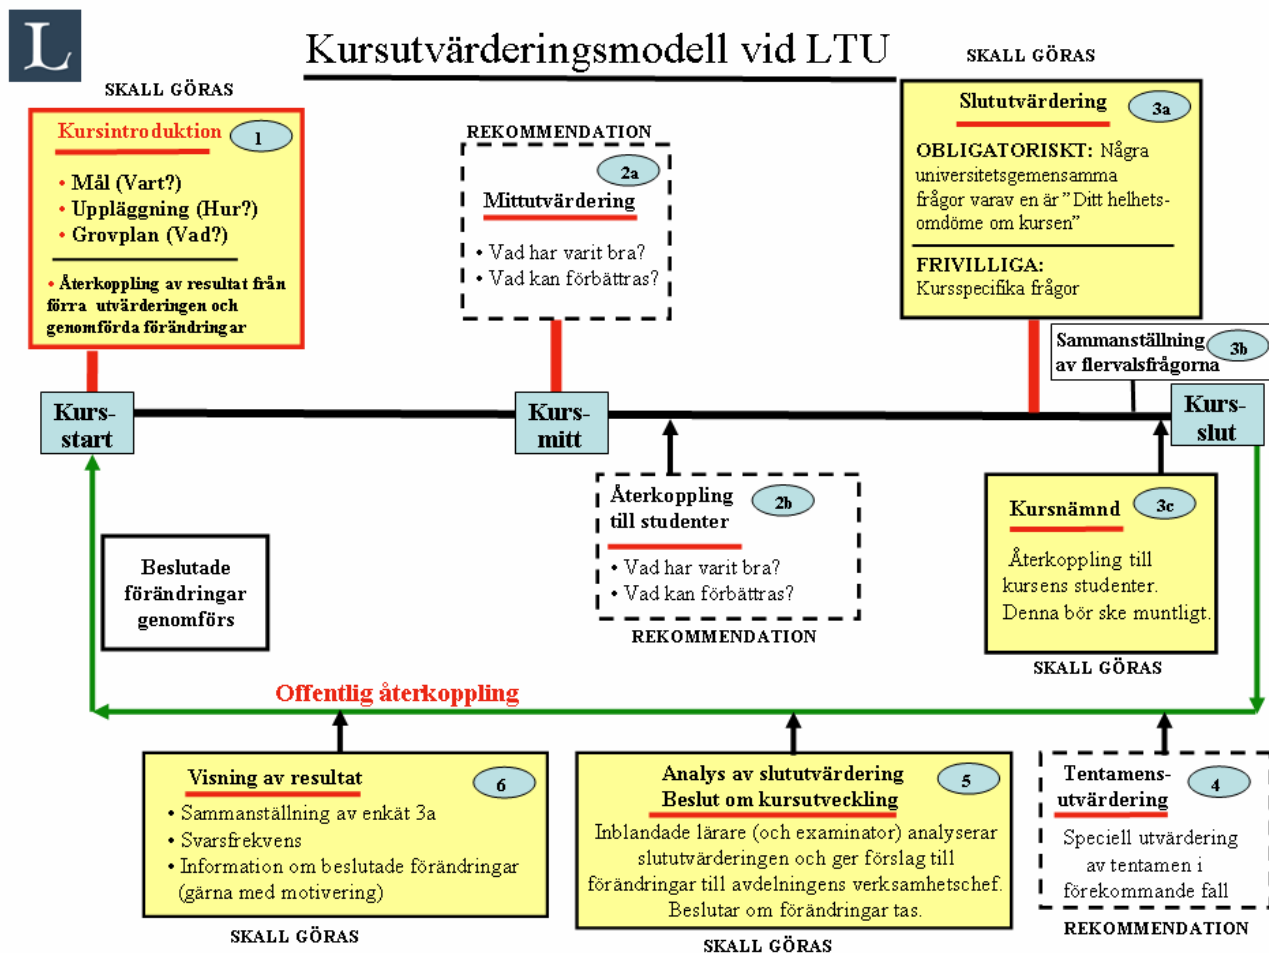 L
Kursutvärderingsmodell vid LTU
SKALL GÖRAS
Kursintroduktion
1
• Mål (Vart?)
• Uppläggning (Hur?)
• Grovplan (Vad?)
• Återkoppling av resultat från
förra utvärderingen och
genomförda förändringar
REKOMMENDATION
2a
Mittutvärdering
• Vad har varit bra?
• Vad kan förbättras?
SKALL GÖRAS
Slututvärdering
3a
OBLIGATORISKT: Några
universitetsgemensamma
frågor varav en är ”Ditt helhets-
omdöme om kursen”
FRIVILLIGA:
Kursspecifika frågor
Sammanställning
av flervalsfrågorna
3b
Kurs-
start
Kurs-
mitt
Kurs-
slut
Återkoppling
till studenter
2b
• Vad har varit bra?
• Vad kan förbättras?
REKOMMENDATION
Kursnämnd
3c
Återkoppling till
kursens studenter.
Denna bör ske muntligt.
SKALL GÖRAS
Beslutade
förändringar
genomförs
Offentlig återkoppling
Visning av resultat
6
• Sammanställning av enkät 3a
• Svarsfrekvens
• Information om beslutade förändringar
(gärna med motivering)
SKALL GÖRAS
Analys av slututvärdering
Beslut om kursutveckling
5
Inblandade lärare (och examinator) analyserar
slututvärderingen och ger förslag till
förändringar till avdelningens verksamhetschef.
Beslutar om förändringar tas.
SKALL GÖRAS
Tentamens-
utvärdering
4
Speciell utvärdering
av tentamen i
förekommande fall
REKOMMENDATION